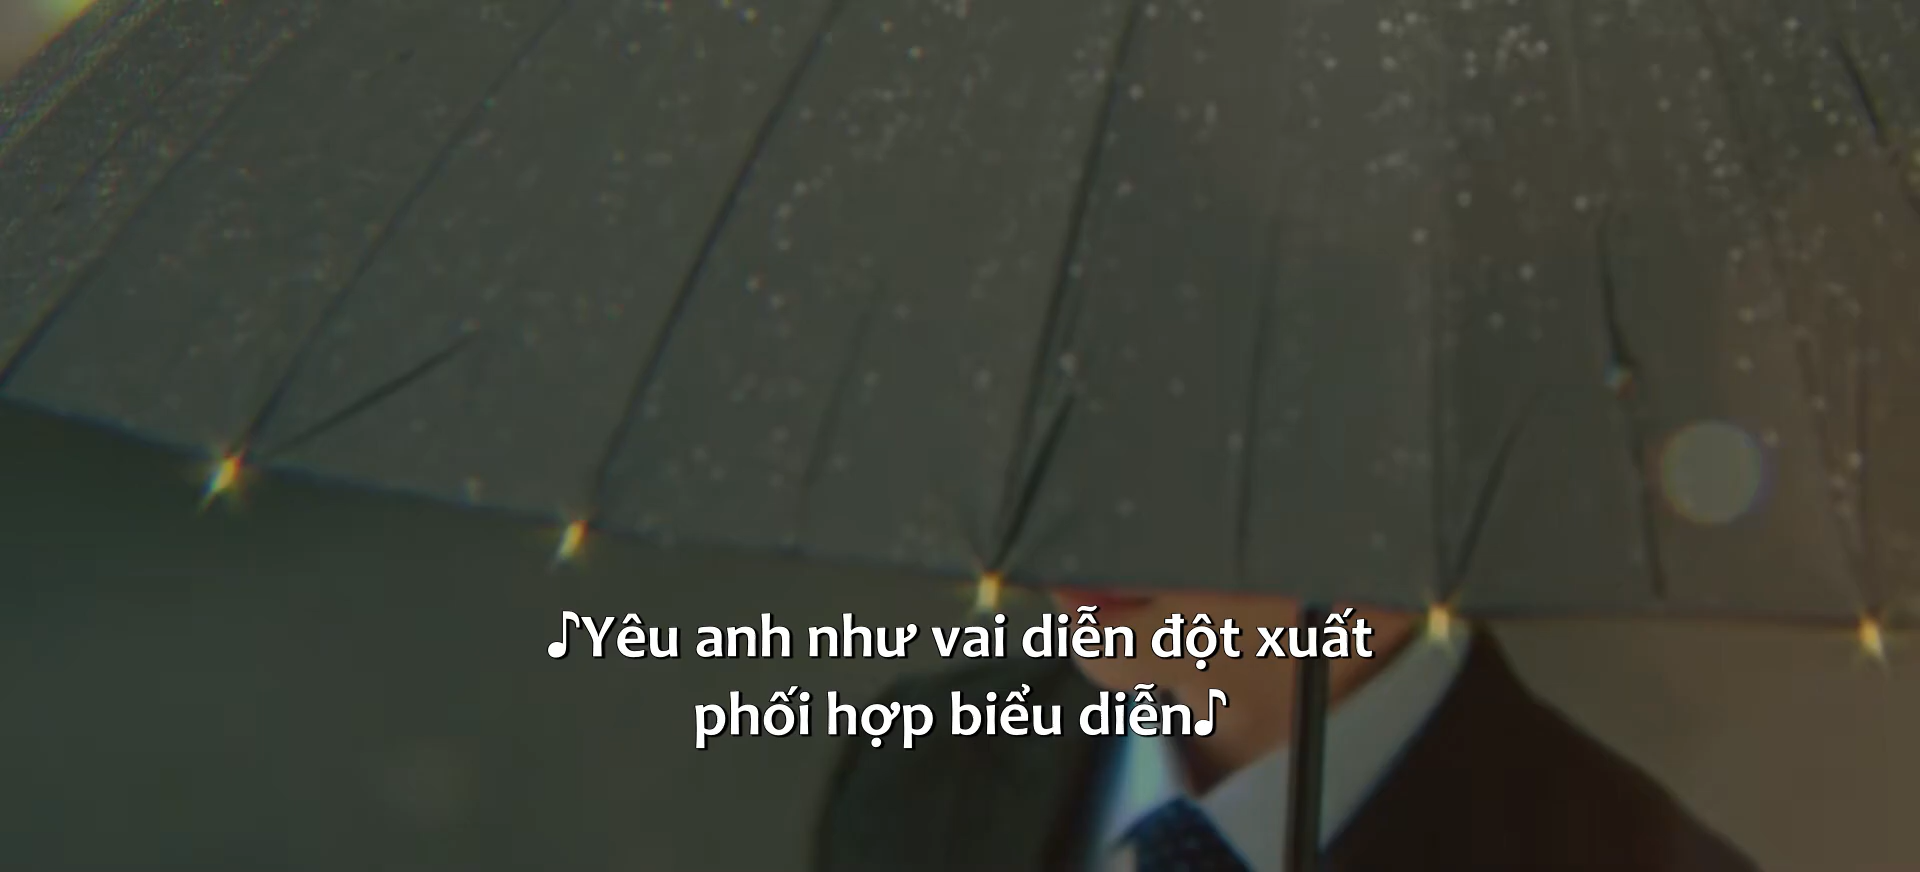 ♪Yêu anh như vai diễn đột xuất
phối hợp biểu diễn♪